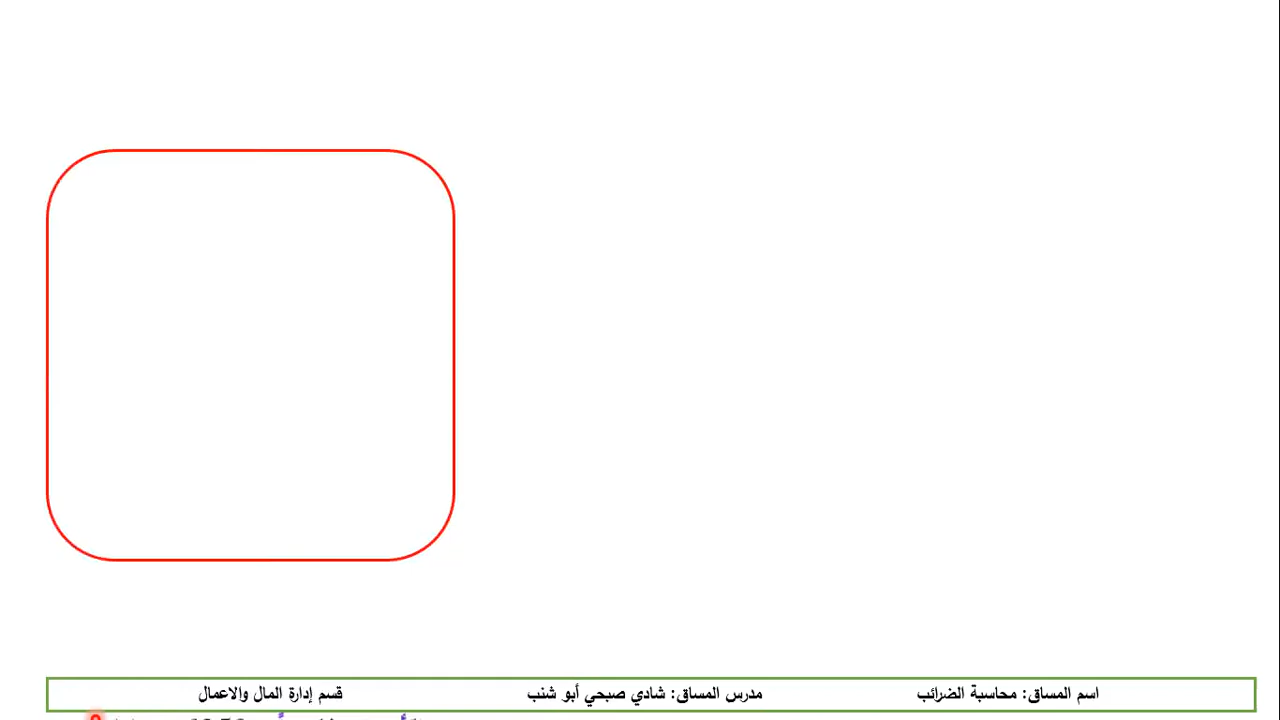 اسم المساق: محاسبة الضرائب مدرس المساق: شادي صبحي أبو شنب قسم إدارة المال والاعمال